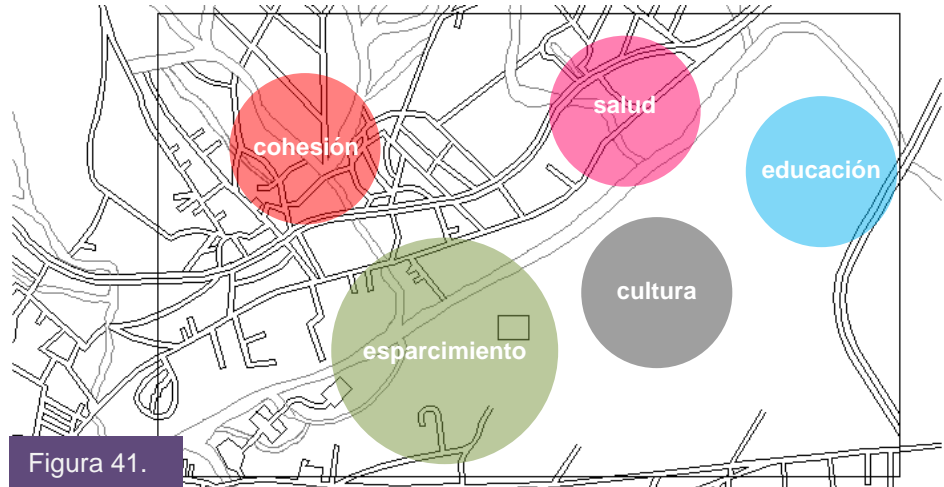 salud
cohesión
educación
cultura
esparcimiento
Figura 41.